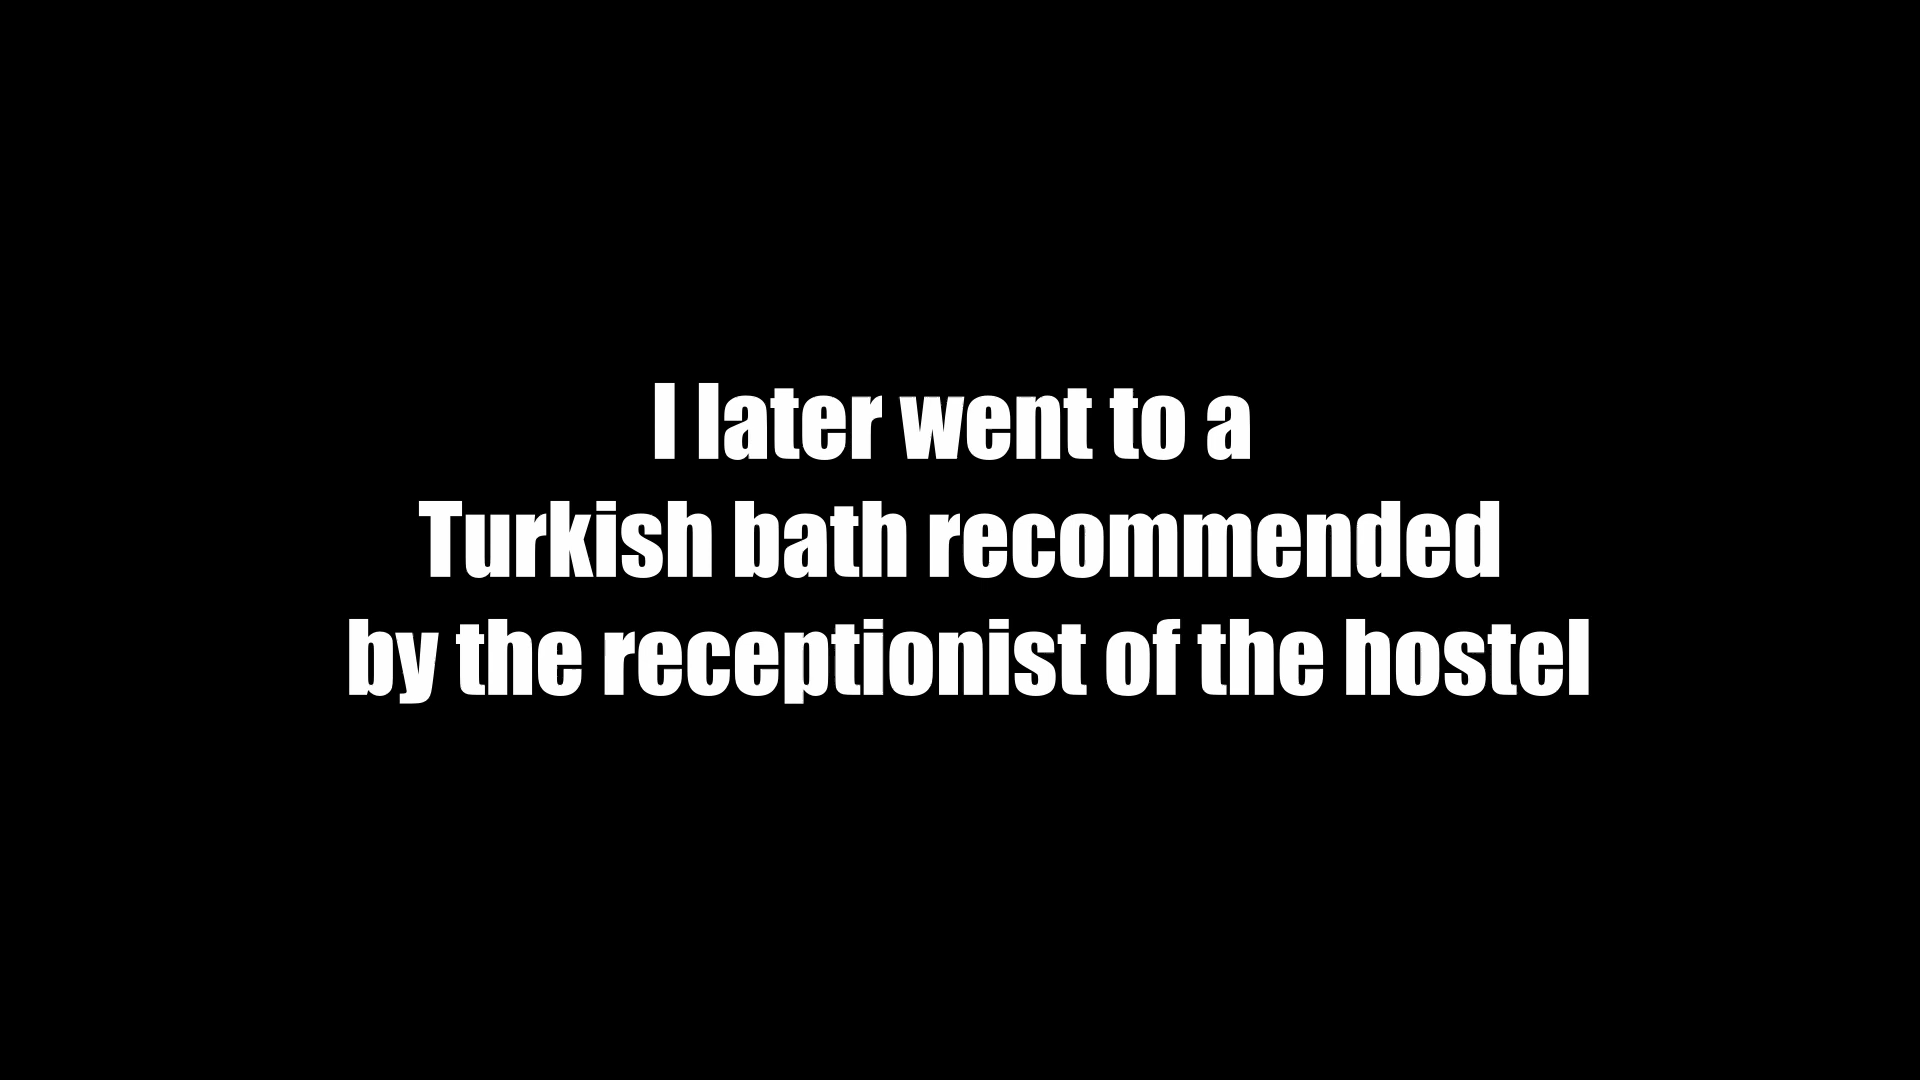 I later went to a
Turkish bath recommended
by the receptionist of the hostel